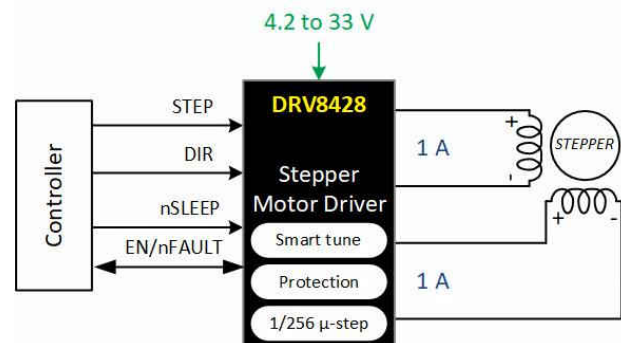 4.2 to 33 V
DRV8428
Controller
STEP
DIR
nSLEEP
EN/nFAULT
Stepper
Motor Driver
Smart tune
Protection
1/256 µ-step
1 A
+
-
STEPPER
+ -
1 A